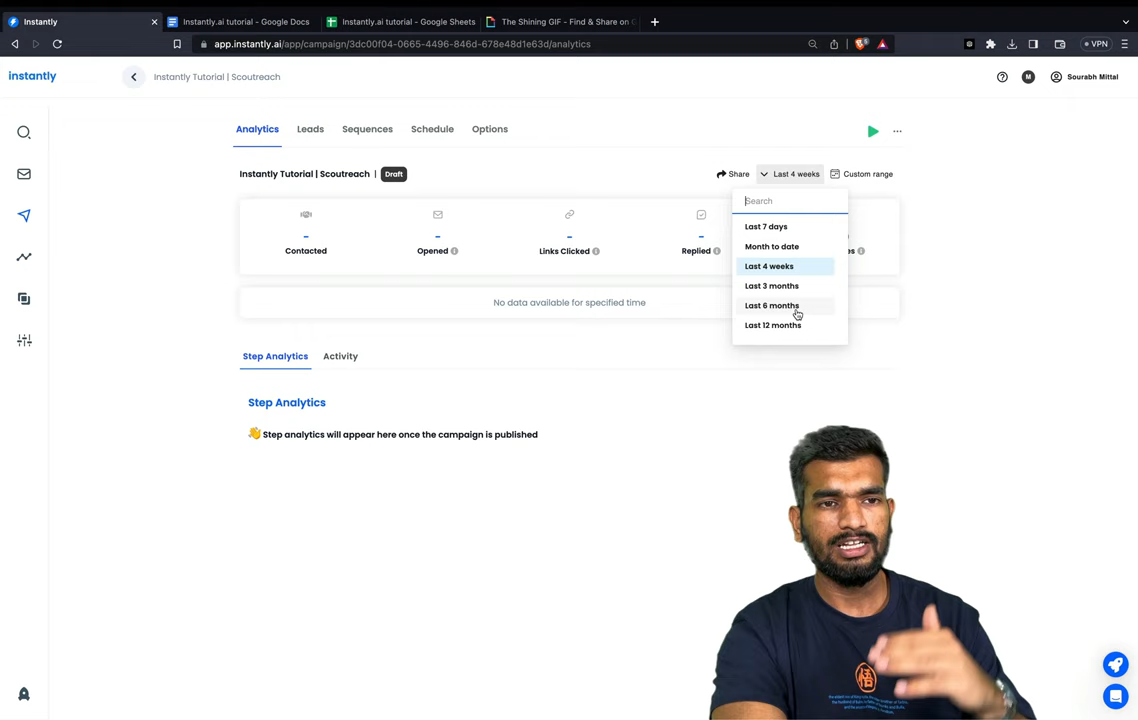 Instantly
Instantly.ai tutorial - Google Docs
Instantly.ai tutorial - Google Sheets
The Shining GIF - Find & Share on G
app.instantly.ai/app/campaign/3dc00f04-0665-4496-846d-678e48d1e63d/analytics
VPN
instantly
Instantly Tutorial | Scoutreach
M
Sourabh Mittal
Analytics
Leads
Sequences
Schedule
Options
Instantly Tutorial | Scoutreach |
Draft
Share
Last 4 weeks
Custom range
Search
Last 7 days
Month to date
Last 4 weeks
Last 3 months
Last 6 months
Last 12 months
Contacted
Opened
Links Clicked
Replied
es
No data available for specified time
Step Analytics
Activity
Step Analytics
Step analytics will appear here once the campaign is published
悟